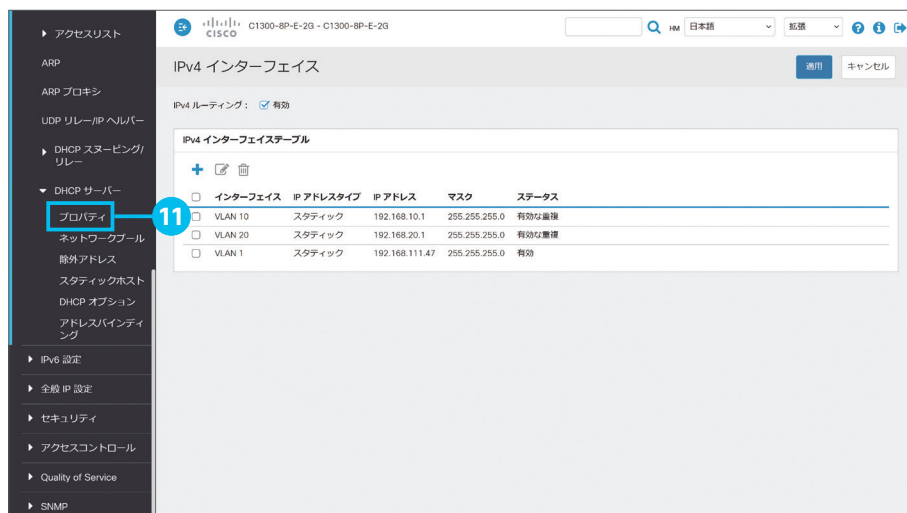 アクセスリスト
ARP
ARP プロキシ
UDP リレー/IP ヘルパー
DHCP スヌーピング/
リレー
DHCP サーバー
プロパティ
11
ネットワークプール
除外アドレス
スタティックホスト
DHCP オプション
アドレスバインディ
ング
IPv6 設定
全般 IP 設定
セキュリティ
アクセスコントロール
Quality of Service
SNMP
CISCO C1300-8P-E-2G - C1300-8P-E-2G HM 日本語 拡張
IPv4 インターフェイス 適用 キャンセル
IPv4 ルーティング： 有効
IPv4 インターフェイステーブル
インターフェイス IP アドレスタイプ IP アドレス マスク ステータス
VLAN 10 スタティック 192.168.10.1 255.255.255.0 有効な重複
VLAN 20 スタティック 192.168.20.1 255.255.255.0 有効な重複
VLAN 1 スタティック 192.168.111.47 255.255.255.0 有効